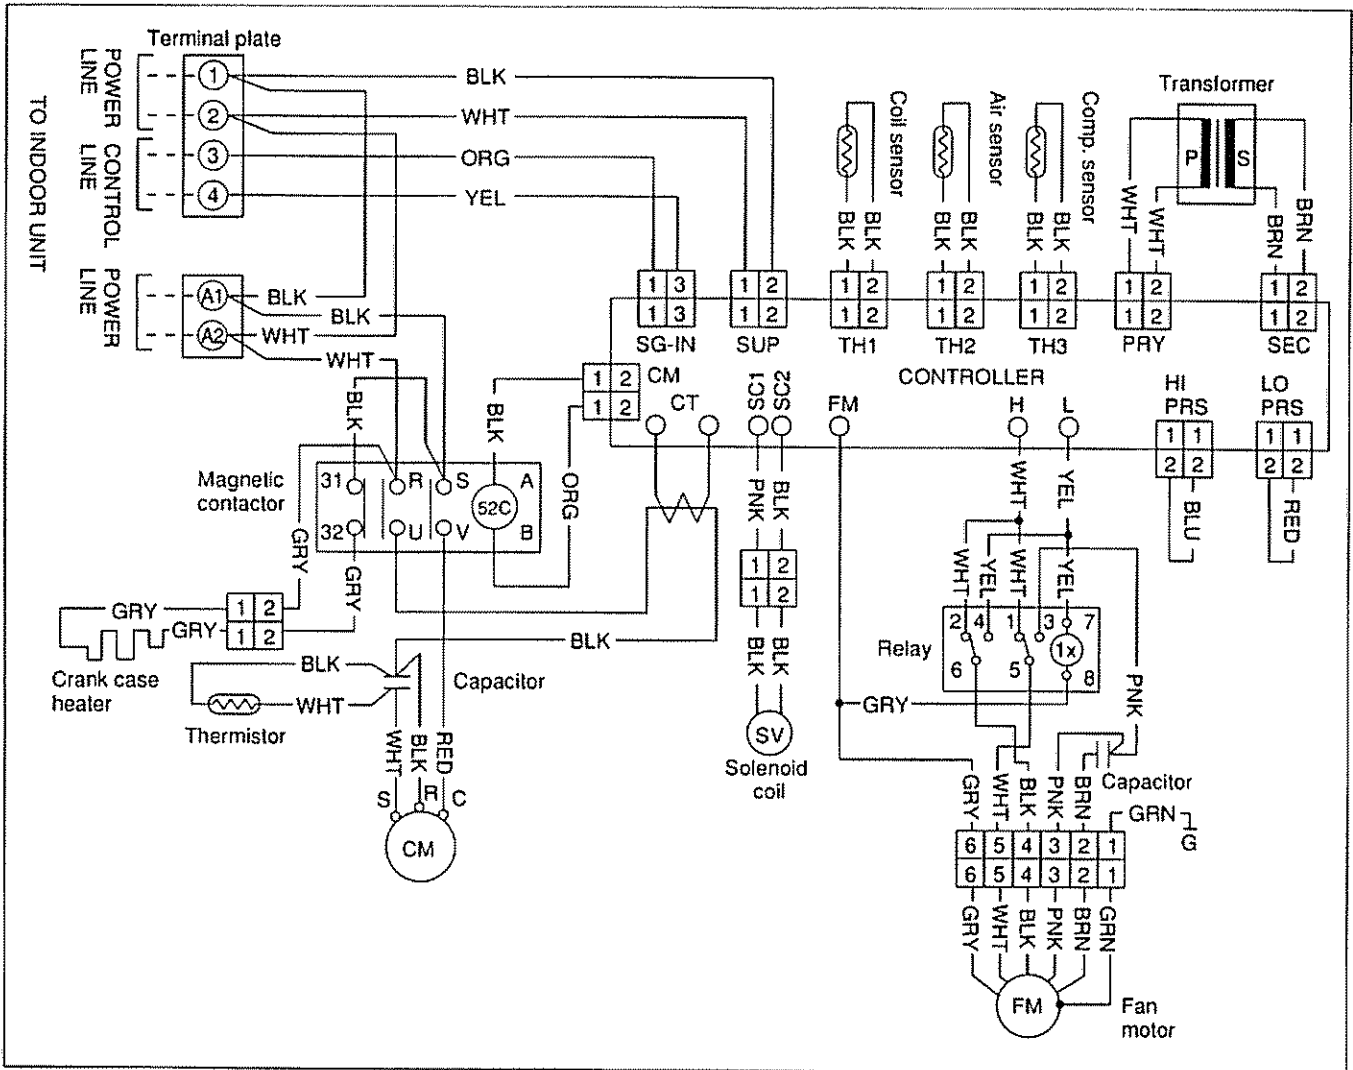 Terminal plate
TO INDOOR UNIT
POWER LINE
1
2
BLK
WHT
CONTROL LINE
3
4
ORG
YEL
POWER LINE
A1
A2
BLK
BLK
WHT
WHT
Coil sensor
BLK
BLK
Air sensor
BLK
BLK
Comp. sensor
BLK
BLK
Transformer
P
S
WHT
WHT
BRN
BRN
1 3
1 3
SG-IN
1 2
1 2
SUP
1 2
1 2
TH1
1 2
1 2
TH2
1 2
1 2
TH3
1 2
1 2
PRY
1 2
1 2
SEC
CONTROLLER
1 2
1 2
CM
CT
SC1
SC2
FM
H
L
HI PRS
1 1
2 2
BLU
LO PRS
1 1
2 2
RED
BLK
BLK
ORG
Magnetic contactor
31
R
S
A
52C
32
U
V
B
GRY
GRY
GRY
GRY
1 2
1 2
Crank case heater
BLK
BLK
WHT
Thermistor
Capacitor
WHT
BLK
RED
S
R
C
CM
PNK
BLK
1 2
1 2
BLK
BLK
SV
Solenoid coil
WHT
YEL
WHT
YEL
WHT
YEL
Relay
2
4
1
3
7
6
5
1x
8
GRY
PNK
Capacitor
GRY
WHT
BLK
PNK
BRN
GRN
G
6 5 4 3 2 1
6 5 4 3 2 1
GRY
WHT
BLK
PNK
BRN
GRN
FM
Fan motor